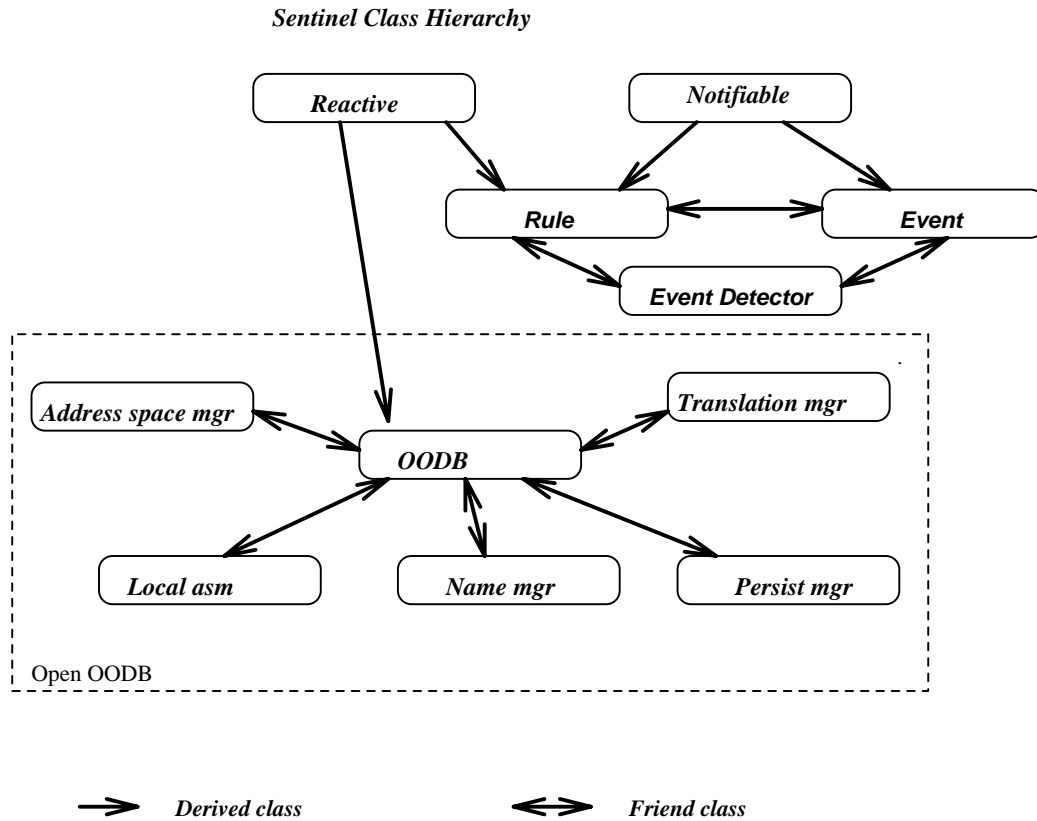 Sentinel Class Hierarchy
Reactive
Notifiable
Rule
Event
Event Detector
Address space mgr
Translation mgr
OODB
Local asm
Name mgr
Persist mgr
Open OODB
Derived class
Friend class